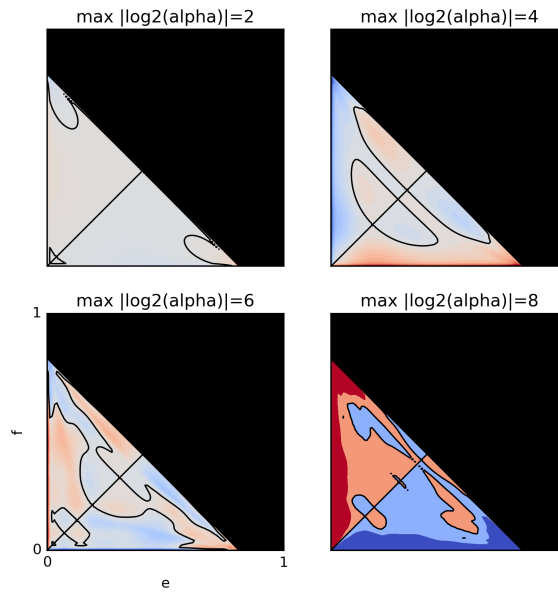 max |log2(alpha)|=2
max |log2(alpha)|=4
max |log2(alpha)|=6
max |log2(alpha)|=8
1
f
0
0
1
e